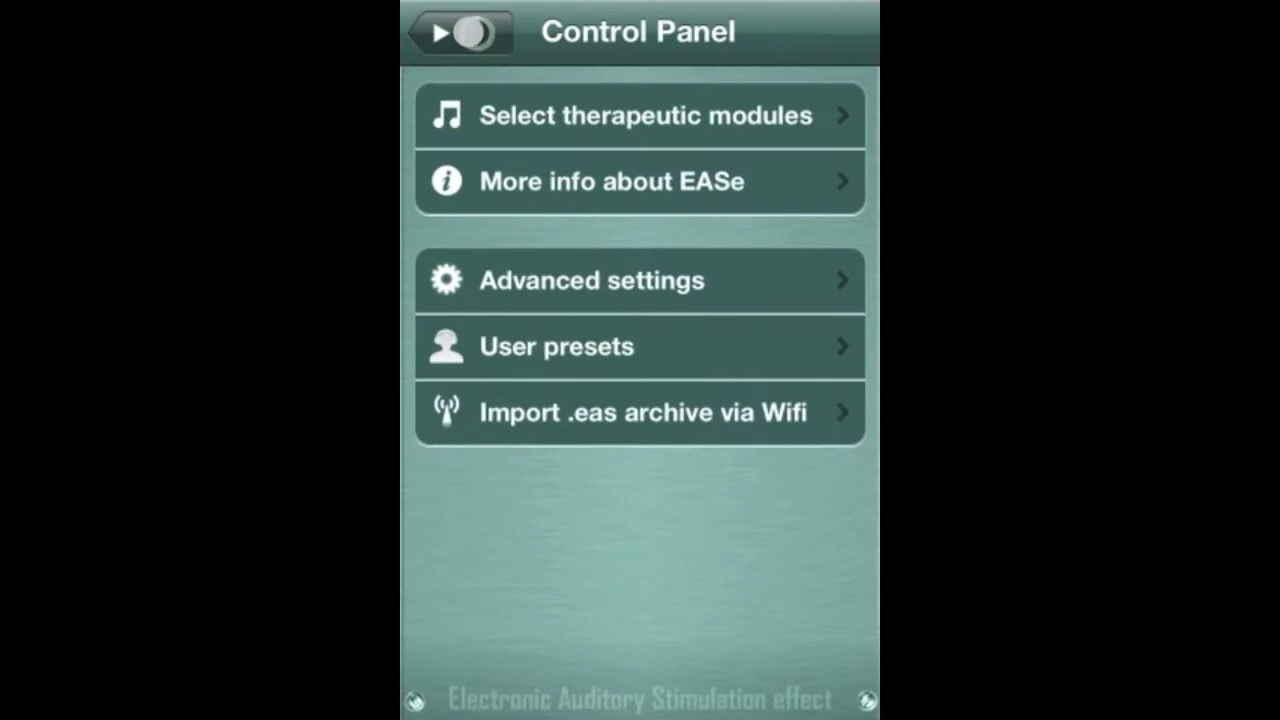 Control Panel
Select therapeutic modules
More info about EASe
Advanced settings
User presets
Import .eas archive via Wifi
Electronic Auditory Stimulation effect